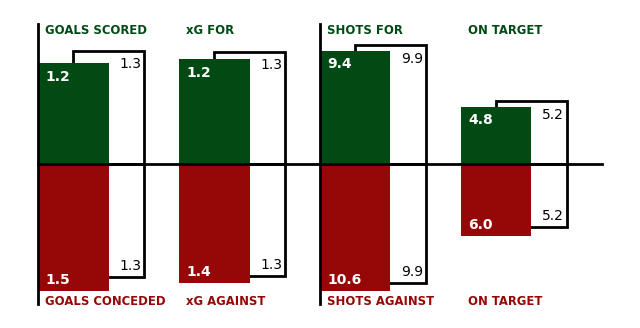 GOALS SCORED xG FOR SHOTS FOR ON TARGET
1.2 1.3 1.2 1.3 9.4 9.9 4.8 5.2
1.5 1.3 1.4 1.3 10.6 9.9 6.0 5.2
GOALS CONCEDED xG AGAINST SHOTS AGAINST ON TARGET